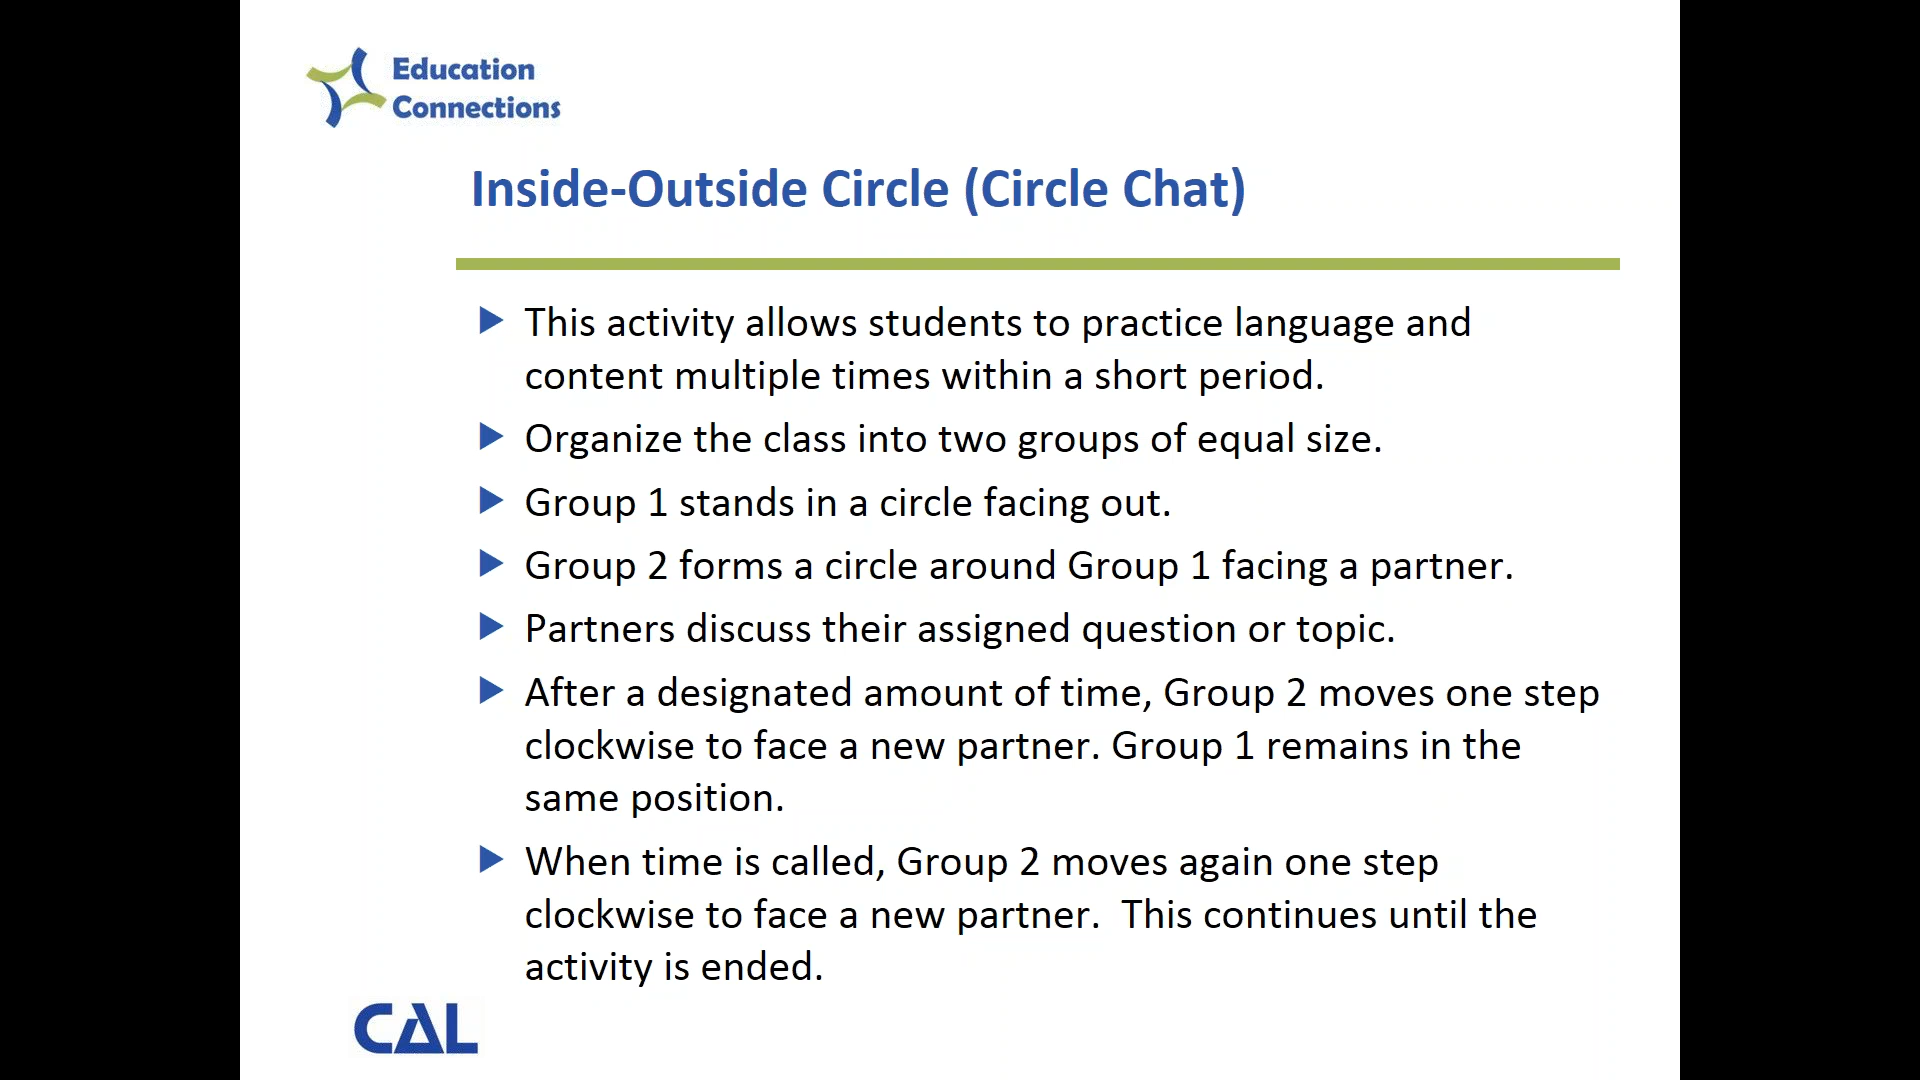 Education
Connections
Inside-Outside Circle (Circle Chat)
This activity allows students to practice language and
content multiple times within a short period.
Organize the class into two groups of equal size.
Group 1 stands in a circle facing out.
Group 2 forms a circle around Group 1 facing a partner.
Partners discuss their assigned question or topic.
After a designated amount of time, Group 2 moves one step
clockwise to face a new partner. Group 1 remains in the
same position.
When time is called, Group 2 moves again one step
clockwise to face a new partner.  This continues until the
activity is ended.
CAL